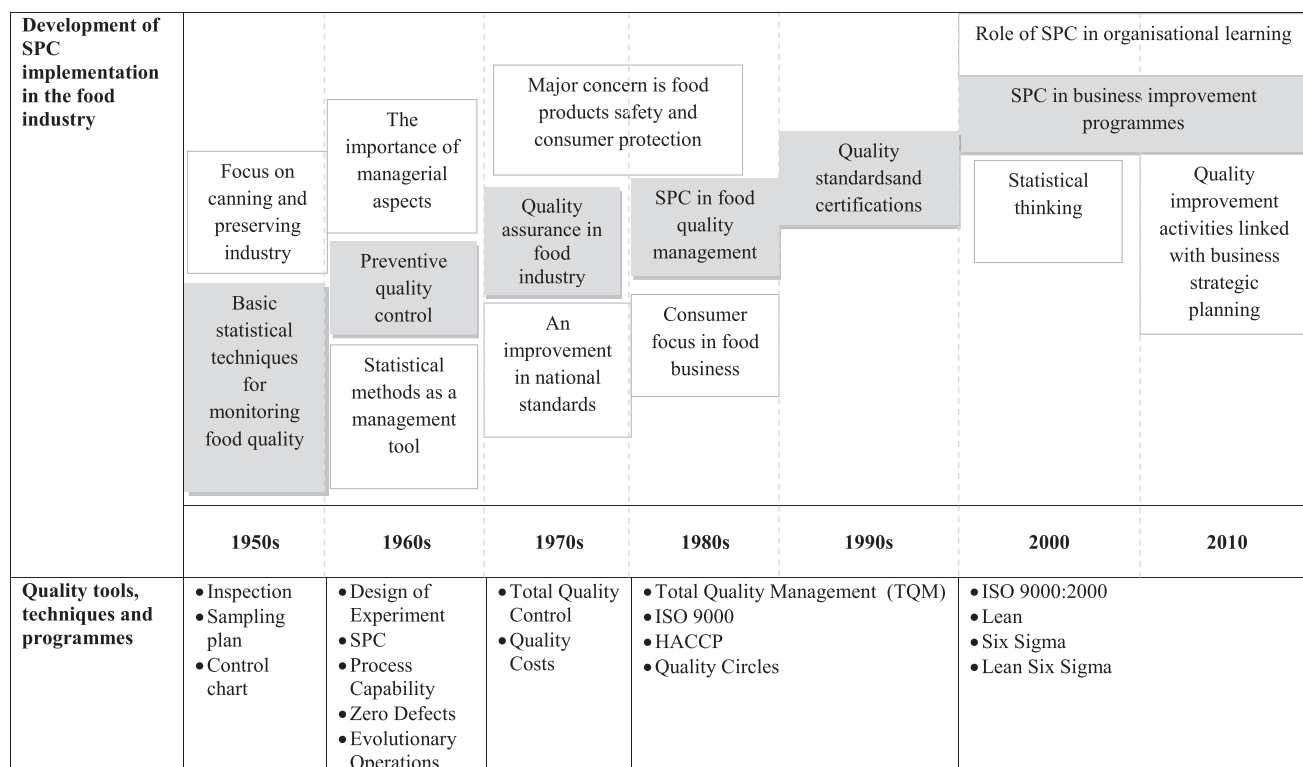 Development of
SPC
implementation
in the food
industry
Focus on
canning and
preserving
industry
Basic
statistical
techniques
for
monitoring
food quality
The
importance of
managerial
aspects
Preventive
quality
control
Statistical
methods as a
management
tool
Major concern is food
products safety and
consumer protection
Quality
assurance in
food
industry
An
improvement
in national
standards
SPC in food
quality
management
Consumer
focus in food
business
Quality
standardsand
certifications
Role of SPC in organisational learning
SPC in business improvement
programmes
Statistical
thinking
Quality
improvement
activities linked
with business
strategic
planning
1950s
1960s
1970s
1980s
1990s
2000
2010
Quality tools,
techniques and
programmes
•Inspection
•Sampling
plan
•Control
chart
•Design of
Experiment
•SPC
•Process
Capability
•Zero Defects
•Evolutionary
Operations
•Total Quality
Control
•Quality
Costs
•Total Quality Management (TQM)
•ISO 9000
•HACCP
•Quality Circles
•ISO 9000:2000
•Lean
•Six Sigma
•Lean Six Sigma